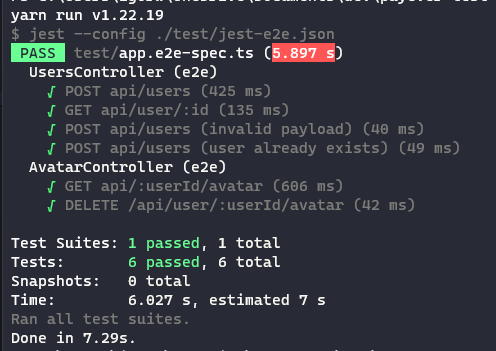 yarn run v1.22.19
$ jest --config ./test/jest-e2e.json
PASS test/app.e2e-spec.ts (5.897 s)
UsersController (e2e)
√ POST api/users (425 ms)
√ GET api/user/:id (135 ms)
√ POST api/users (invalid payload) (40 ms)
√ POST api/users (user already exists) (49 ms)
AvatarController (e2e)
√ GET api/:userId/avatar (606 ms)
√ DELETE /api/user/:userId/avatar (42 ms)
Test Suites: 1 passed, 1 total
Tests: 6 passed, 6 total
Snapshots: 0 total
Time: 6.027 s, estimated 7 s
Ran all test suites.
Done in 7.29s.